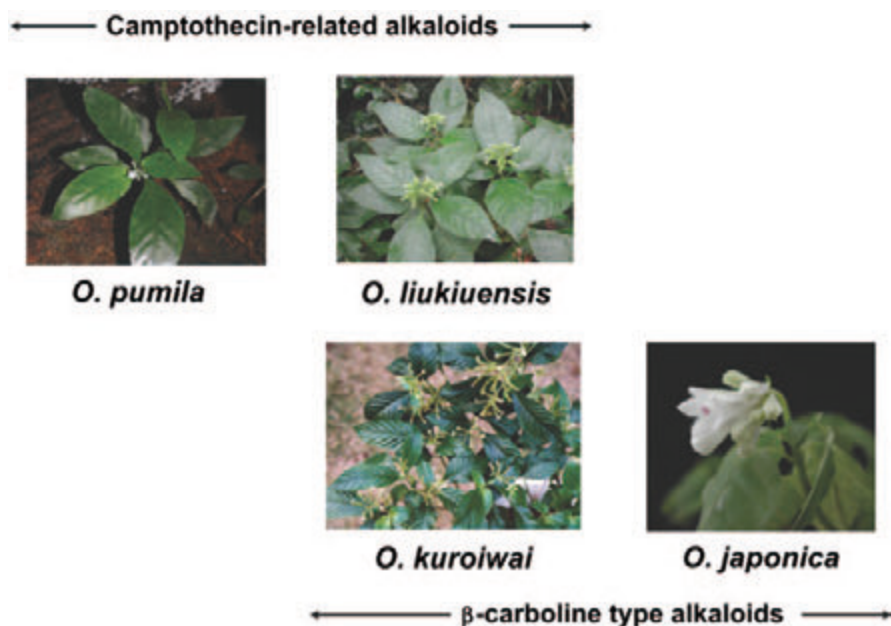 Camptothecin-related alkaloids
O. pumila
O. liukiuensis
O. kuroiwai
O. japonica
β-carboline type alkaloids